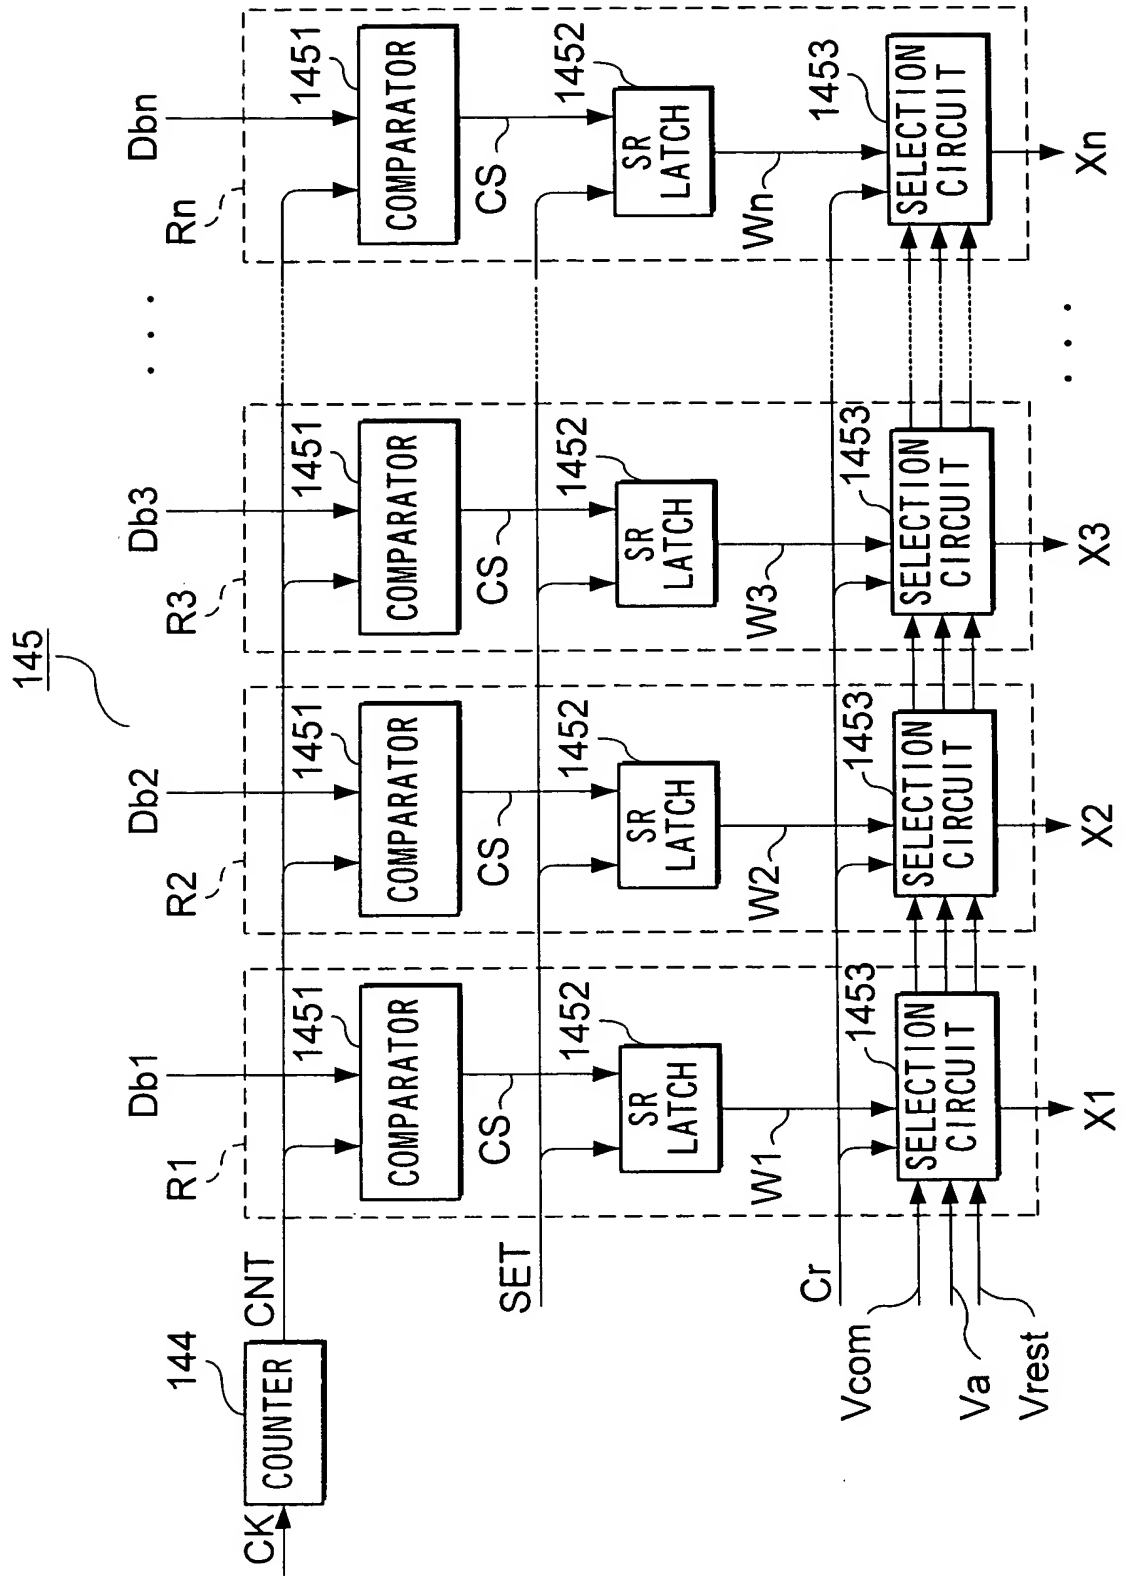 145
CK
COUNTER
144
CNT
SET
Cr
Vcom
Va
Vrest
R1
Db1
1451
COMPARATOR
CS
1452
SR
LATCH
W1
1453
SELECTION
CIRCUIT
X1
R2
Db2
1451
COMPARATOR
CS
1452
SR
LATCH
W2
1453
SELECTION
CIRCUIT
X2
R3
Db3
1451
COMPARATOR
CS
1452
SR
LATCH
W3
1453
SELECTION
CIRCUIT
X3
. . .
. . .
Rn
Dbn
1451
COMPARATOR
CS
1452
SR
LATCH
Wn
1453
SELECTION
CIRCUIT
Xn